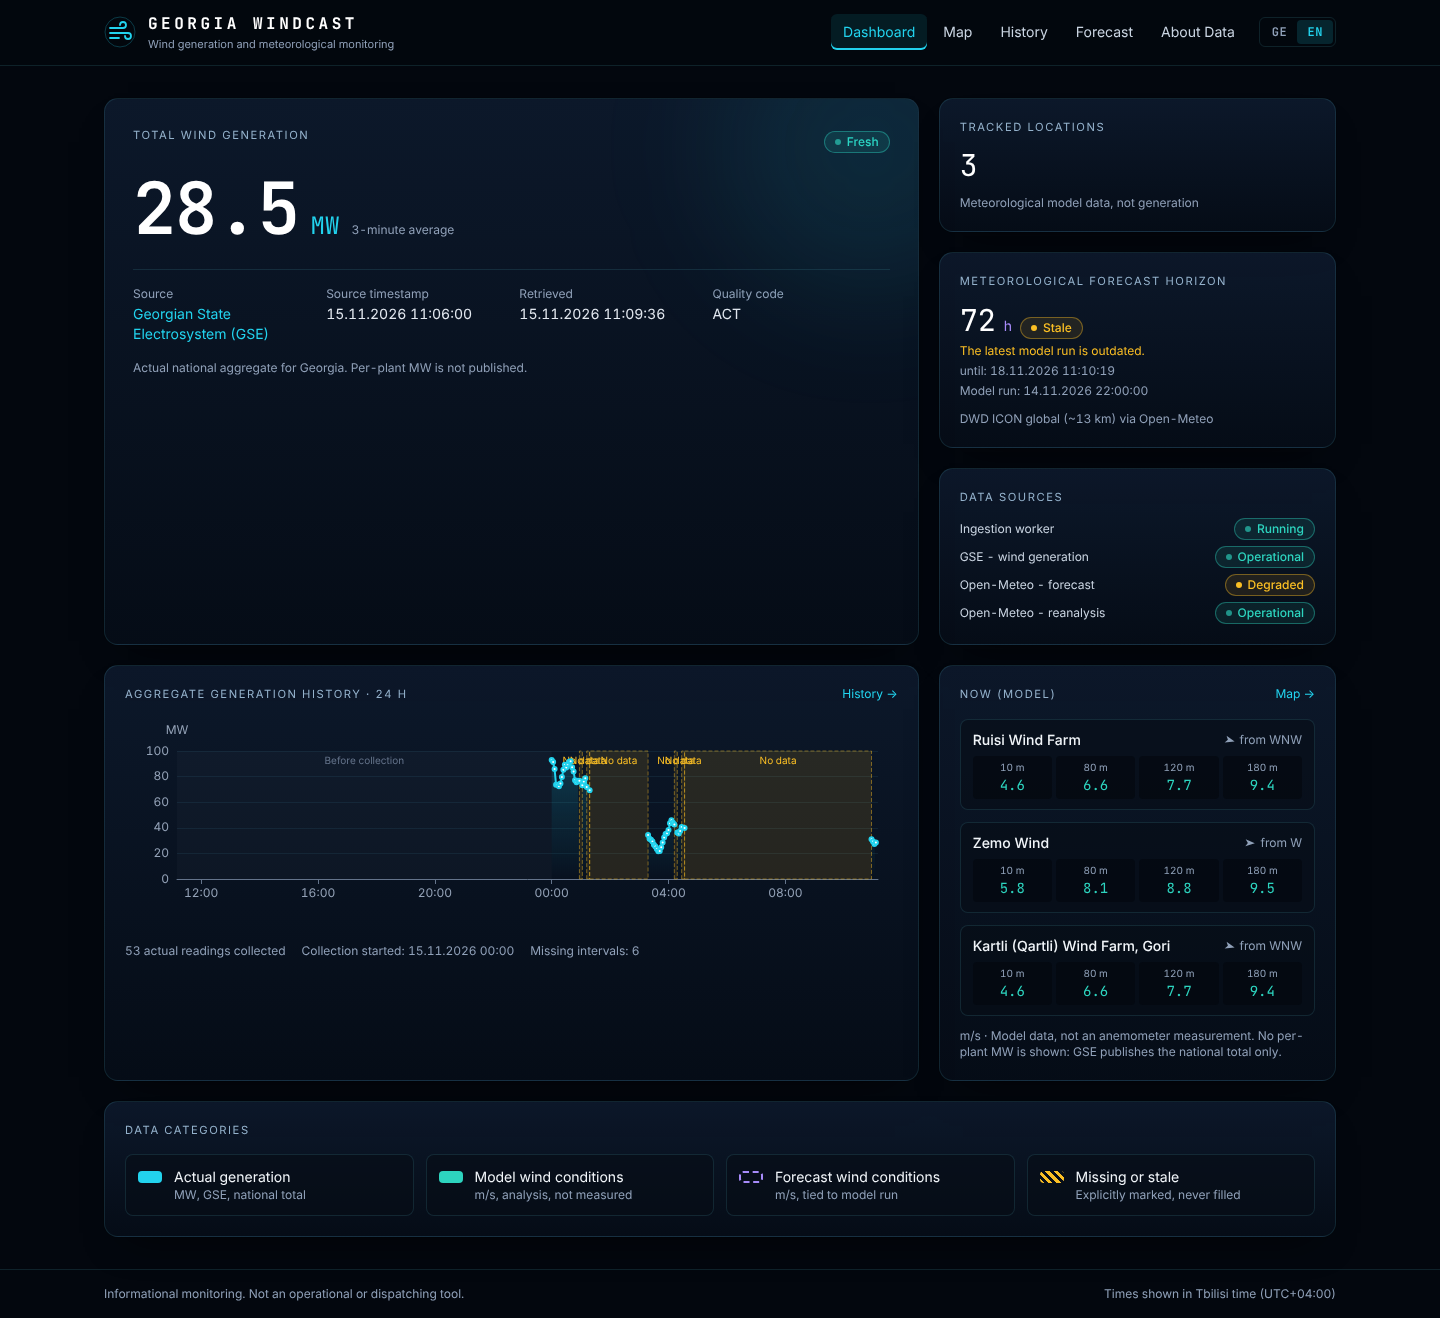 GEORGIA WINDCAST
Wind generation and meteorological monitoring
Dashboard Map History Forecast About Data GE EN
TOTAL WIND GENERATION
Fresh
28.5 MW 3-minute average
Source
Georgian State
Electrosystem (GSE)
Source timestamp
15.11.2026 11:06:00
Retrieved
15.11.2026 11:09:36
Quality code
ACT
Actual national aggregate for Georgia. Per-plant MW is not published.
TRACKED LOCATIONS
3
Meteorological model data, not generation
METEOROLOGICAL FORECAST HORIZON
72 h Stale
The latest model run is outdated.
until: 18.11.2026 11:10:19
Model run: 14.11.2026 22:00:00
DWD ICON global (~13 km) via Open-Meteo
DATA SOURCES
Ingestion worker Running
GSE - wind generation Operational
Open-Meteo - forecast Degraded
Open-Meteo - reanalysis Operational
AGGREGATE GENERATION HISTORY · 24 H
History →
MW
100
80
60
40
20
0
Before collection
No data
No data
No data
No data
12:00 16:00 20:00 00:00 04:00 08:00
53 actual readings collected Collection started: 15.11.2026 00:00 Missing intervals: 6
NOW (MODEL)
Map →
Ruisi Wind Farm from WNW
10 m 80 m 120 m 180 m
4.6 6.6 7.7 9.4
Zemo Wind from W
10 m 80 m 120 m 180 m
5.8 8.1 8.8 9.5
Kartli (Qartli) Wind Farm, Gori from WNW
10 m 80 m 120 m 180 m
4.6 6.6 7.7 9.4
m/s · Model data, not an anemometer measurement. No per-
plant MW is shown: GSE publishes the national total only.
DATA CATEGORIES
Actual generation
MW, GSE, national total
Model wind conditions
m/s, analysis, not measured
Forecast wind conditions
m/s, tied to model run
Missing or stale
Explicitly marked, never filled
Informational monitoring. Not an operational or dispatching tool.
Times shown in Tbilisi time (UTC+04:00)